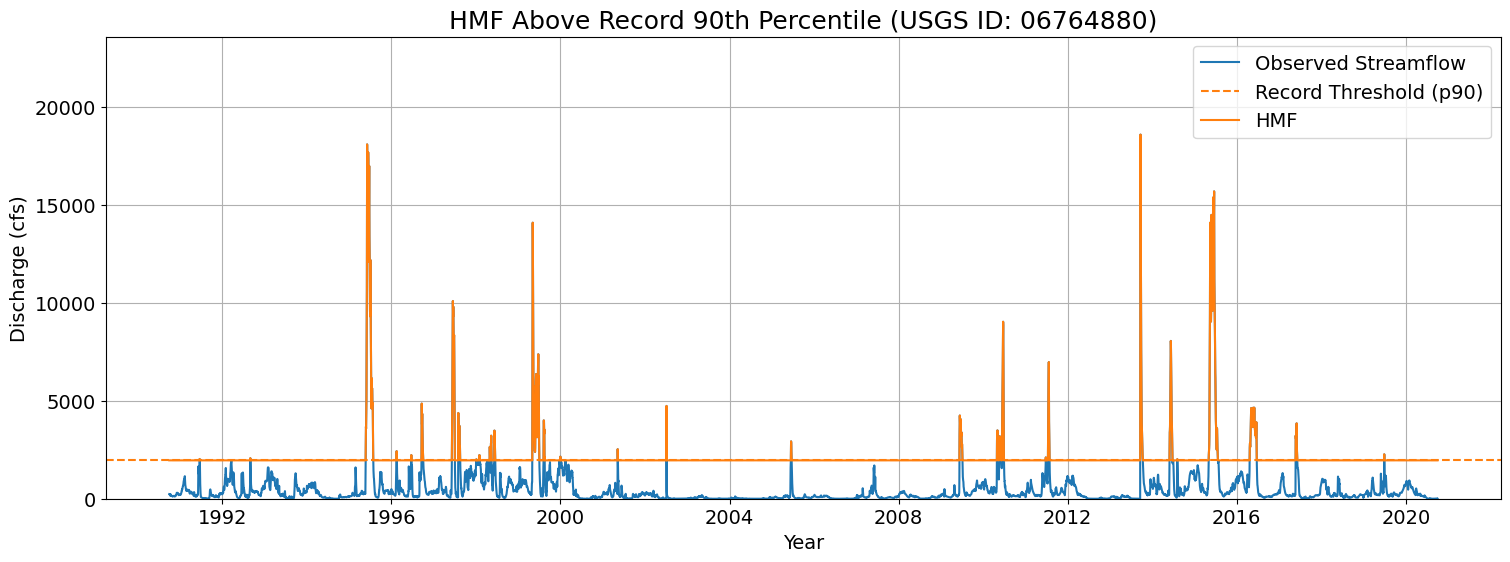 HMF Above Record 90th Percentile (USGS ID: 06764880)
Observed Streamflow
Record Threshold (p90)
HMF
Discharge (cfs)
20000
15000
10000
5000
0
1992 1996 2000 2004 2008 2012 2016 2020
Year